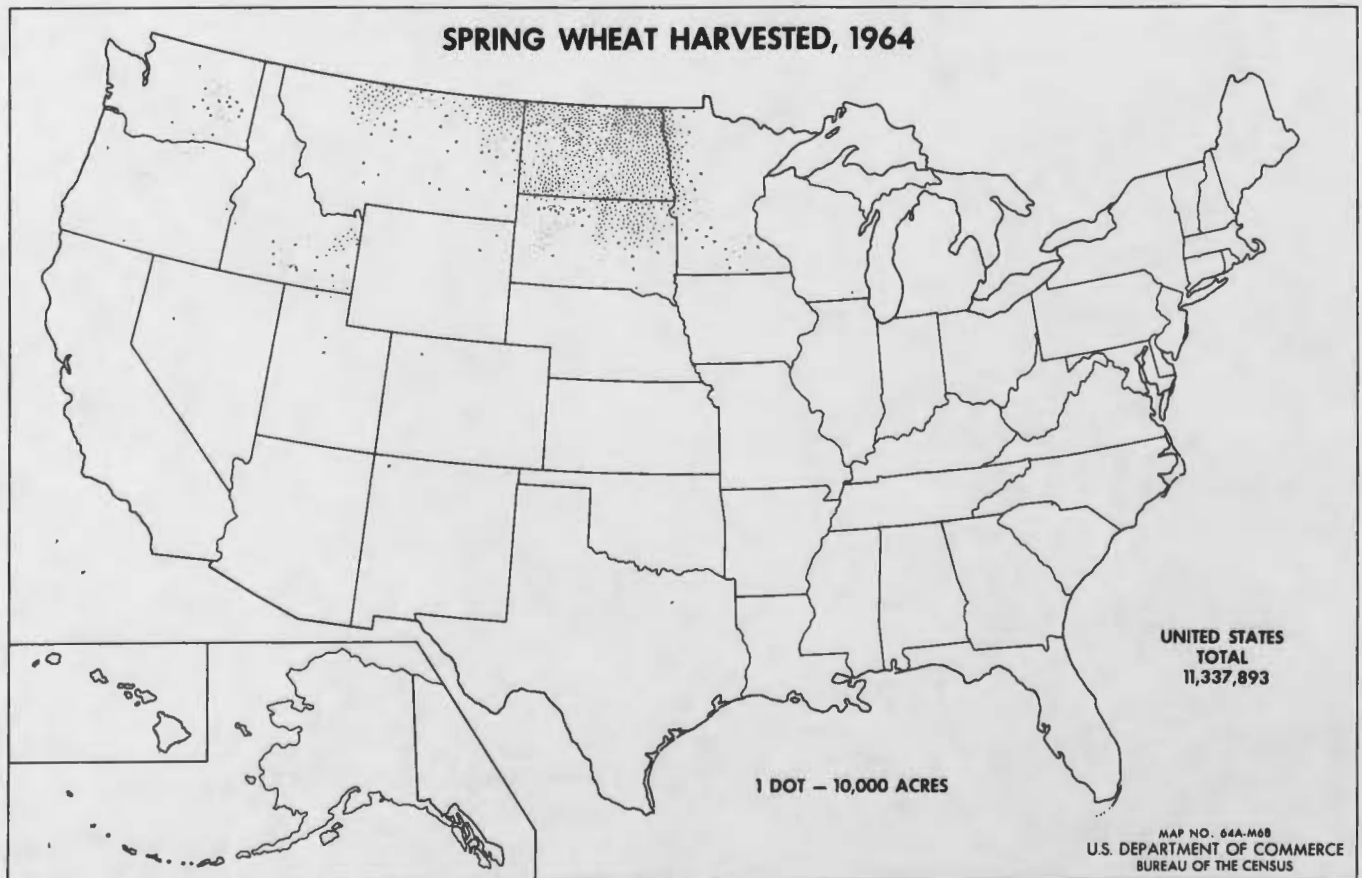 SPRING WHEAT HARVESTED, 1964
UNITED STATES
TOTAL
11,337,893
1 DOT — 10,000 ACRES
MAP NO. 64A-M68
U.S. DEPARTMENT OF COMMERCE
BUREAU OF THE CENSUS